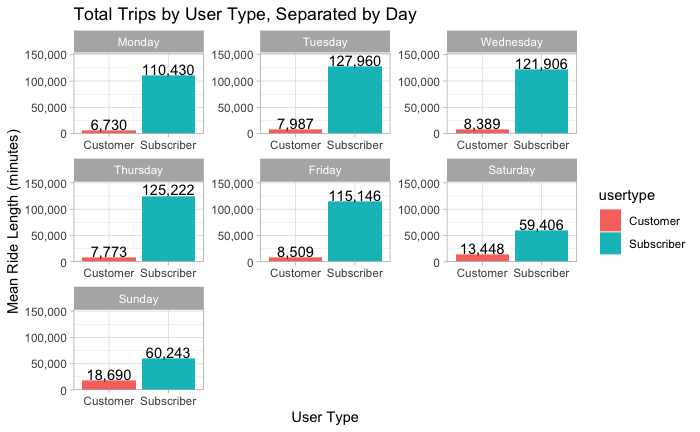 Total Trips by User Type, Separated by Day
Monday Tuesday Wednesday
150,000 150,000 150,000
110,430 127,960 121,906
100,000 100,000 100,000
50,000 50,000 50,000
6,730 7,987 8,389
0 0 0
Customer Subscriber Customer Subscriber Customer Subscriber
Mean Ride Length (minutes)
Thursday Friday Saturday
150,000 150,000 150,000
125,222 115,146
100,000 100,000 100,000
59,406
50,000 50,000 50,000
7,773 8,509 13,448
0 0 0
Customer Subscriber Customer Subscriber Customer Subscriber
usertype
Customer
Subscriber
Sunday
150,000
100,000
60,243
50,000
18,690
0
Customer Subscriber
User Type